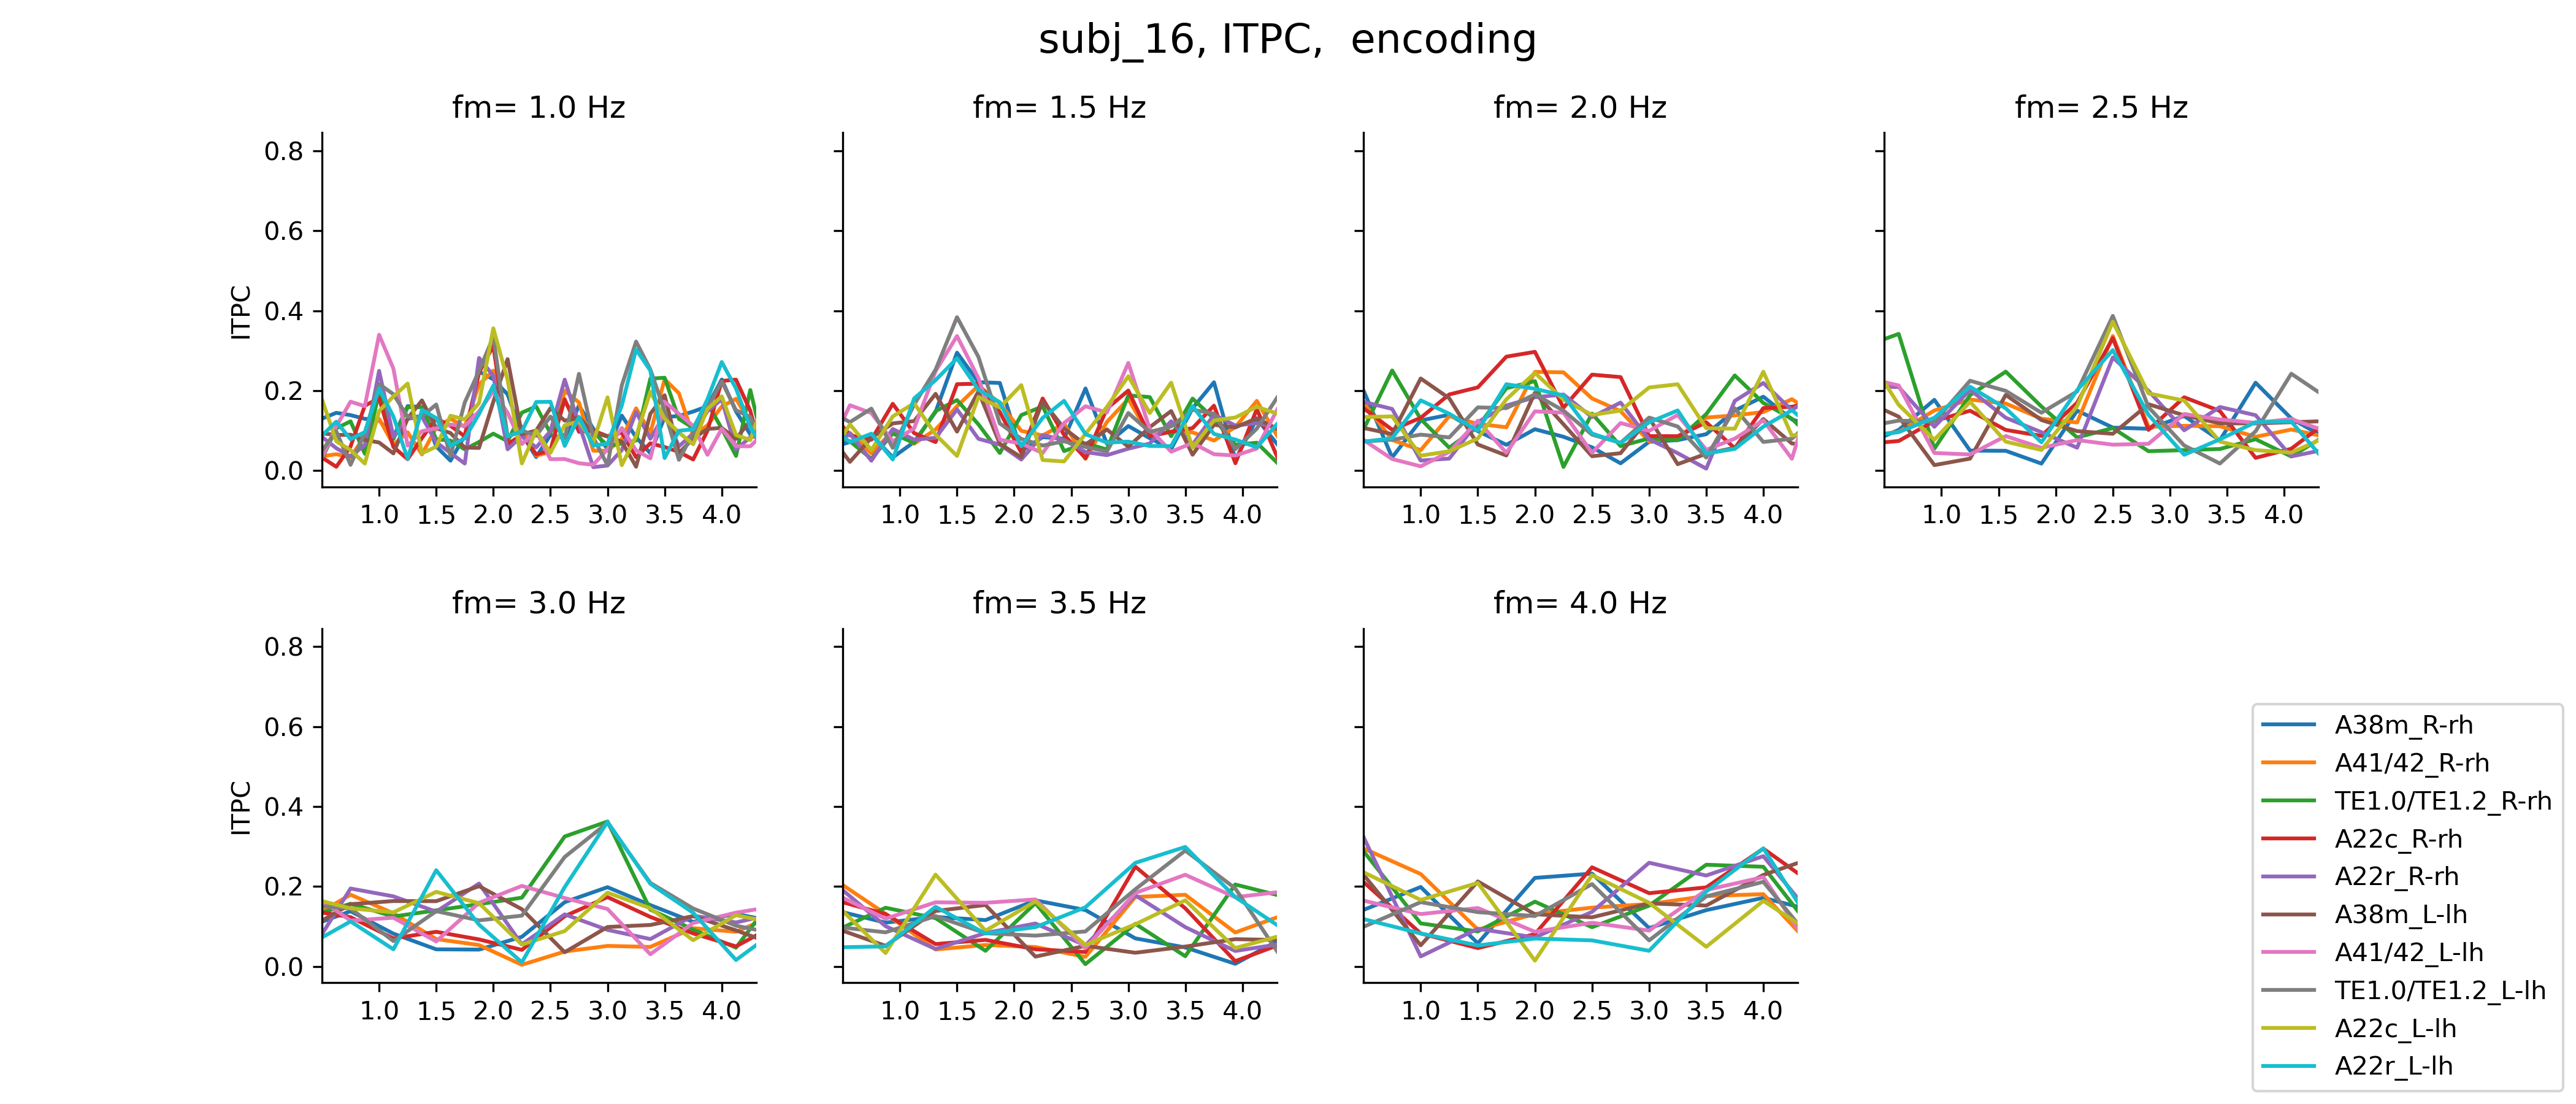 subj_16, ITPC,  encoding
fm= 1.0 Hz
fm= 1.5 Hz
fm= 2.0 Hz
fm= 2.5 Hz
ITPC
0.8
0.6
0.4
0.2
0.0
1.0 1.5 2.0 2.5 3.0 3.5 4.0
1.0 1.5 2.0 2.5 3.0 3.5 4.0
1.0 1.5 2.0 2.5 3.0 3.5 4.0
1.0 1.5 2.0 2.5 3.0 3.5 4.0
fm= 3.0 Hz
fm= 3.5 Hz
fm= 4.0 Hz
ITPC
0.8
0.6
0.4
0.2
0.0
1.0 1.5 2.0 2.5 3.0 3.5 4.0
1.0 1.5 2.0 2.5 3.0 3.5 4.0
1.0 1.5 2.0 2.5 3.0 3.5 4.0
A38m_R-rh
A41/42_R-rh
TE1.0/TE1.2_R-rh
A22c_R-rh
A22r_R-rh
A38m_L-lh
A41/42_L-lh
TE1.0/TE1.2_L-lh
A22c_L-lh
A22r_L-lh